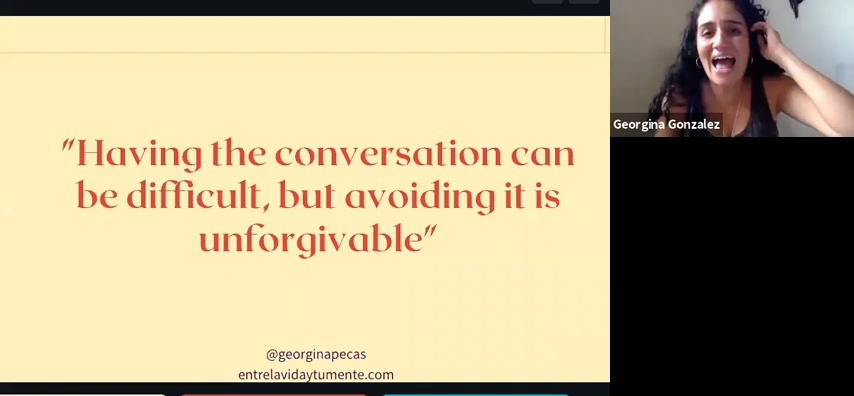 "Having the conversation can
be difficult, but avoiding it is
unforgivable"
@georginapecas
entrelavidaytumente.com
Georgina Gonzalez